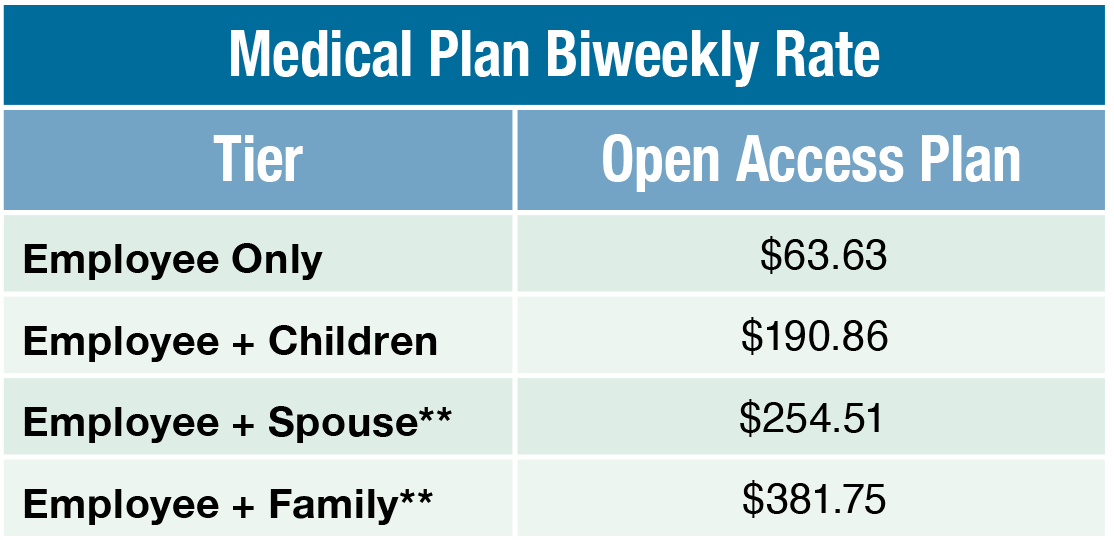 Medical Plan Biweekly Rate
Tier Open Access Plan
Employee Only $63.63
Employee + Children $190.86
Employee + Spouse** $254.51
Employee + Family** $381.75